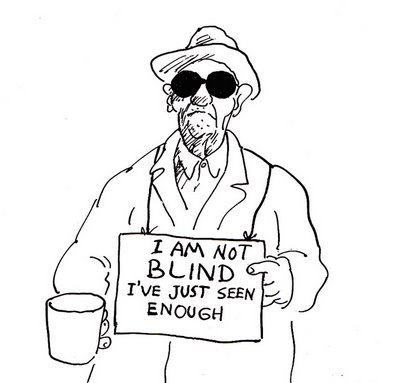 I AM NOT
BLIND
I'VE JUST SEEN
ENOUGH